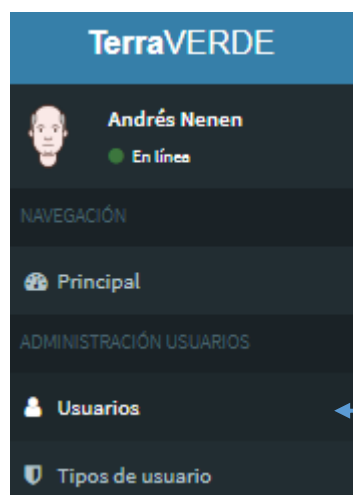 TerraVERDE
Andrés Nenen
En línea
NAVEGACIÓN
Principal
ADMINISTRACIÓN USUARIOS
Usuarios
Tipos de usuario